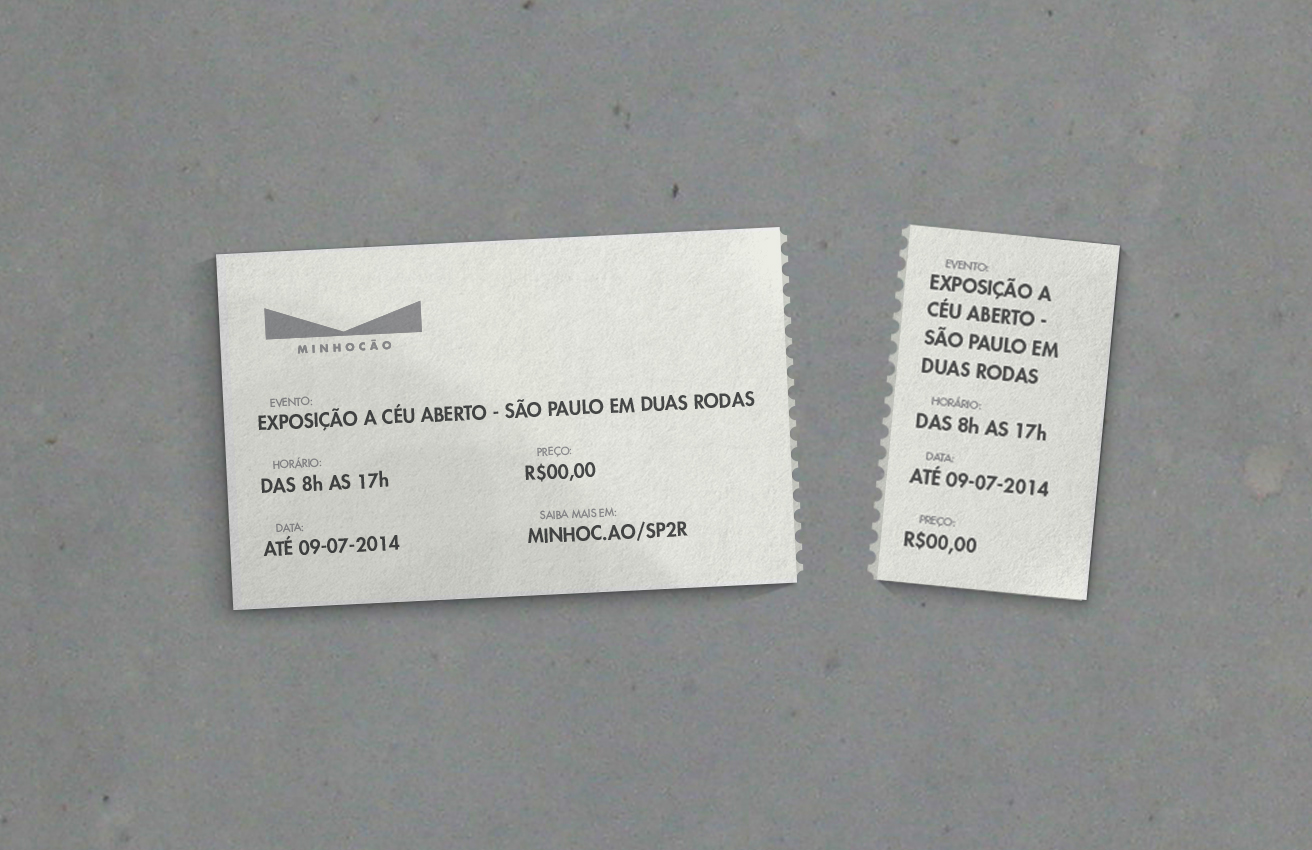 MINHOCÃO
EVENTO:
EXPOSIÇÃO A CÉU ABERTO - SÃO PAULO EM DUAS RODAS
HORÁRIO:
DAS 8h AS 17h
PREÇO:
R$00,00
DATA:
ATÉ 09-07-2014
SAIBA MAIS EM:
MINHOC.AO/SP2R
EVENTO:
EXPOSIÇÃO A
CÉU ABERTO -
SÃO PAULO EM
DUAS RODAS
HORÁRIO:
DAS 8h AS 17h
DATA:
ATÉ 09-07-2014
PREÇO:
R$00,00